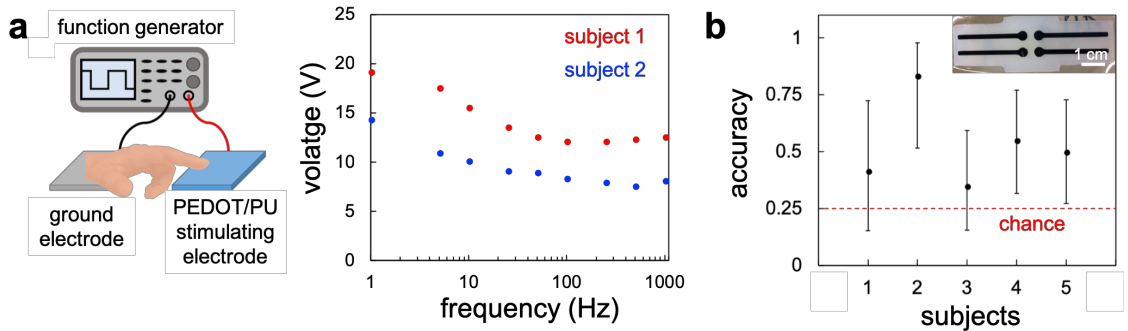 a
function generator
ground
electrode
PEDOT/PU
stimulating
electrode
25
20
15
10
5
0
volatge (V)
subject 1
subject 2
1
10
100
1000
frequency (Hz)
b
1
0.75
0.5
0.25
0
accuracy
1 cm
chance
1
2
3
4
5
subjects